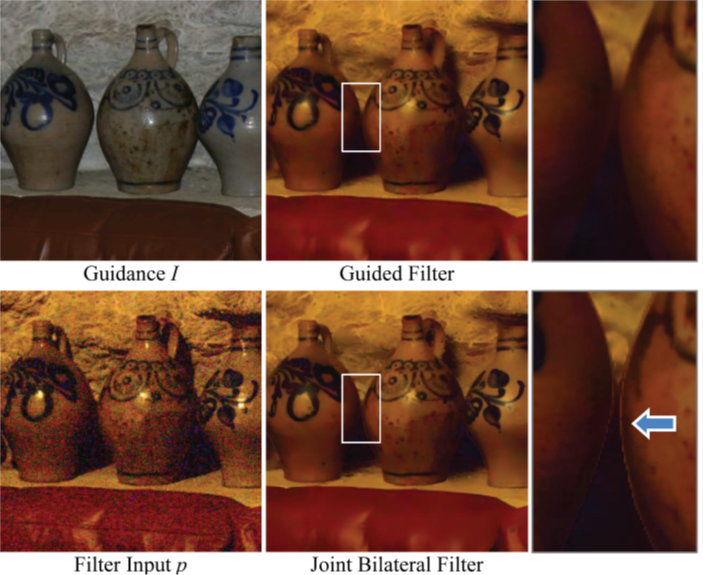 Guidance I
Guided Filter
Filter Input p
Joint Bilateral Filter